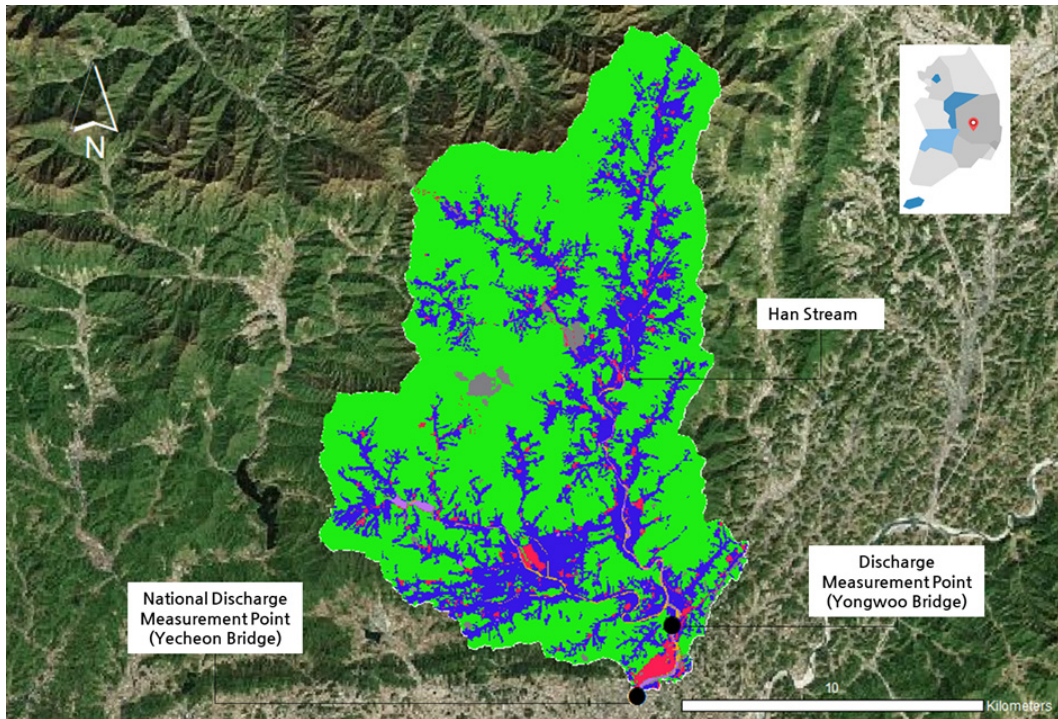 N
Han Stream
Discharge
Measurement Point
(Yongwoo Bridge)
National Discharge
Measurement Point
(Yecheon Bridge)
10
Kilometers